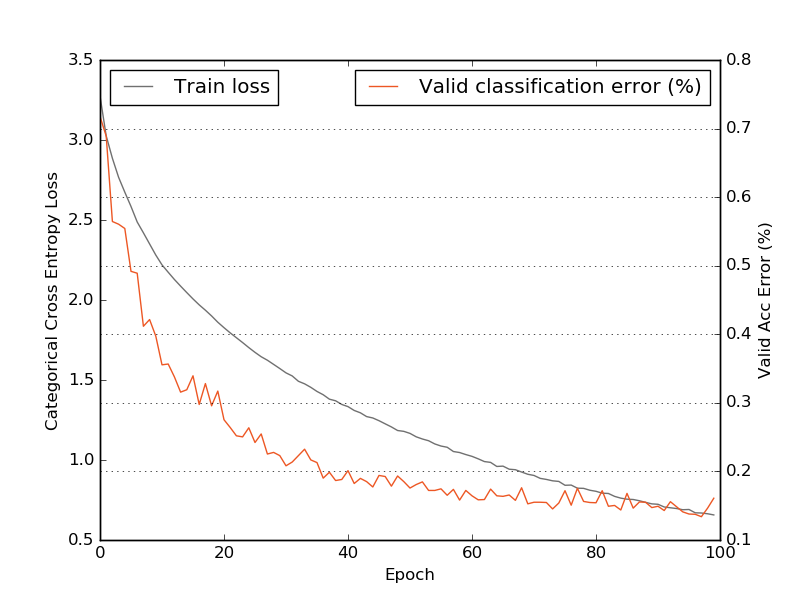 Train loss
Valid classification error (%)
3.5
3.0
2.5
2.0
1.5
1.0
0.5
Categorical Cross Entropy Loss
0.8
0.7
0.6
0.5
0.4
0.3
0.2
0.1
Valid Acc Error (%)
0 20 40 60 80 100
Epoch